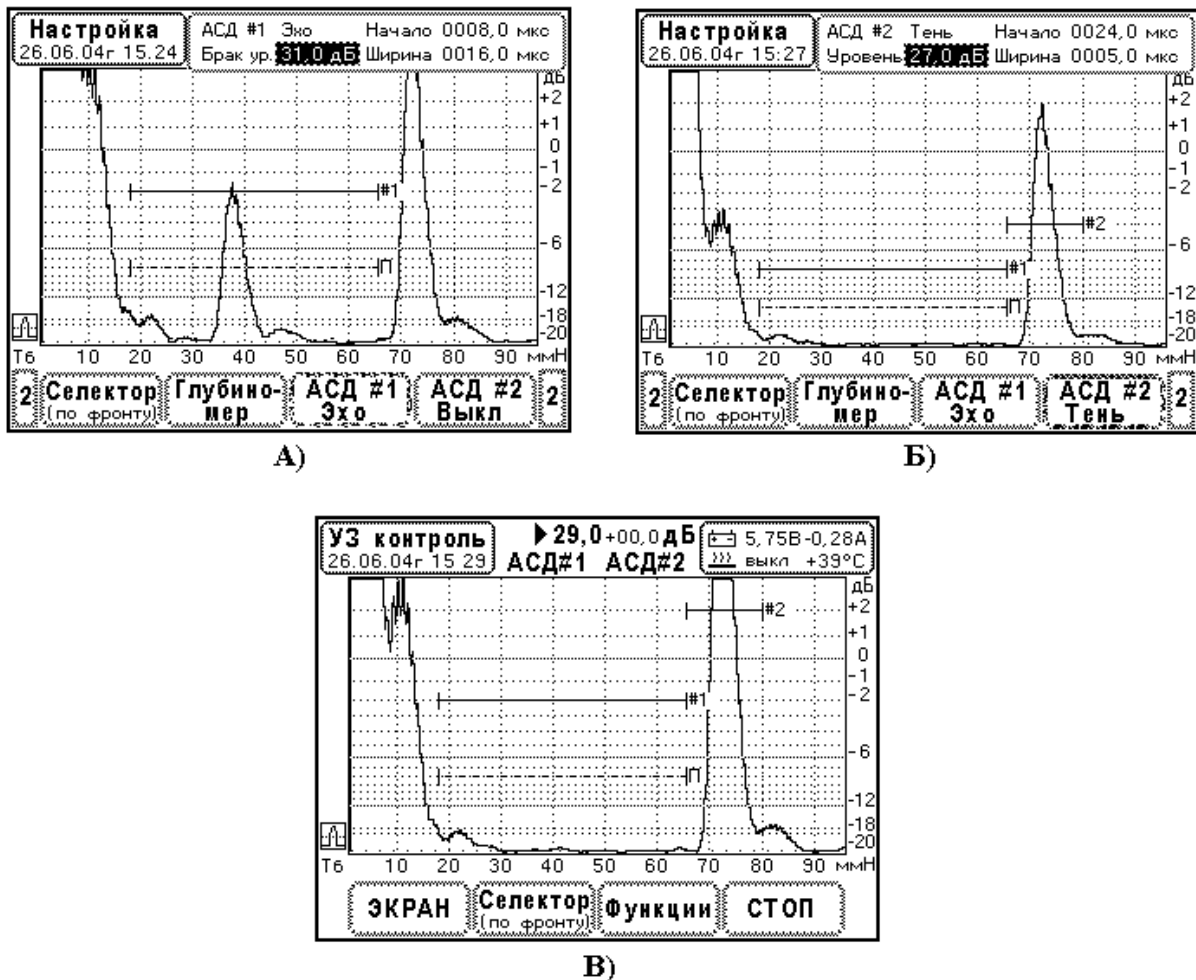 Настройка
26.06.04г 15.24
АСД #1 Эхо Начало 0008,0 мкс
Брак ур. 31,0 дБ Ширина 0016,0 мкс
дБ
+2
+1
0
-1
-2
#1
-6
П
-12
-18
-20
Тб 10 20 30 40 50 60 70 80 90 ммН
2 Селектор (по фронту) Глубино-мер АСД #1 Эхо АСД #2 Выкл 2
А)
Настройка
26.06.04г 15:27
АСД #2 Тень Начало 0024,0 мкс
Уровень 27,0 дБ Ширина 0005,0 мкс
дБ
+2
+1
0
-1
-2
#2
-6
#1
-12
П
-18
-20
Тб 10 20 30 40 50 60 70 80 90 ммН
2 Селектор (по фронту) Глубино-мер АСД #1 Эхо АСД #2 Тень 2
Б)
УЗ контроль
26.06.04г 15 29
29,0+00,0 дБ
АСД#1 АСД#2
5,75В-0,28А
выкл +39°С
дБ
+2
#2
+1
0
-1
-2
#1
-6
П
-12
-18
-20
Тб 10 20 30 40 50 60 70 80 90 ммН
ЭКРАН Селектор (по фронту) Функции СТОП
В)